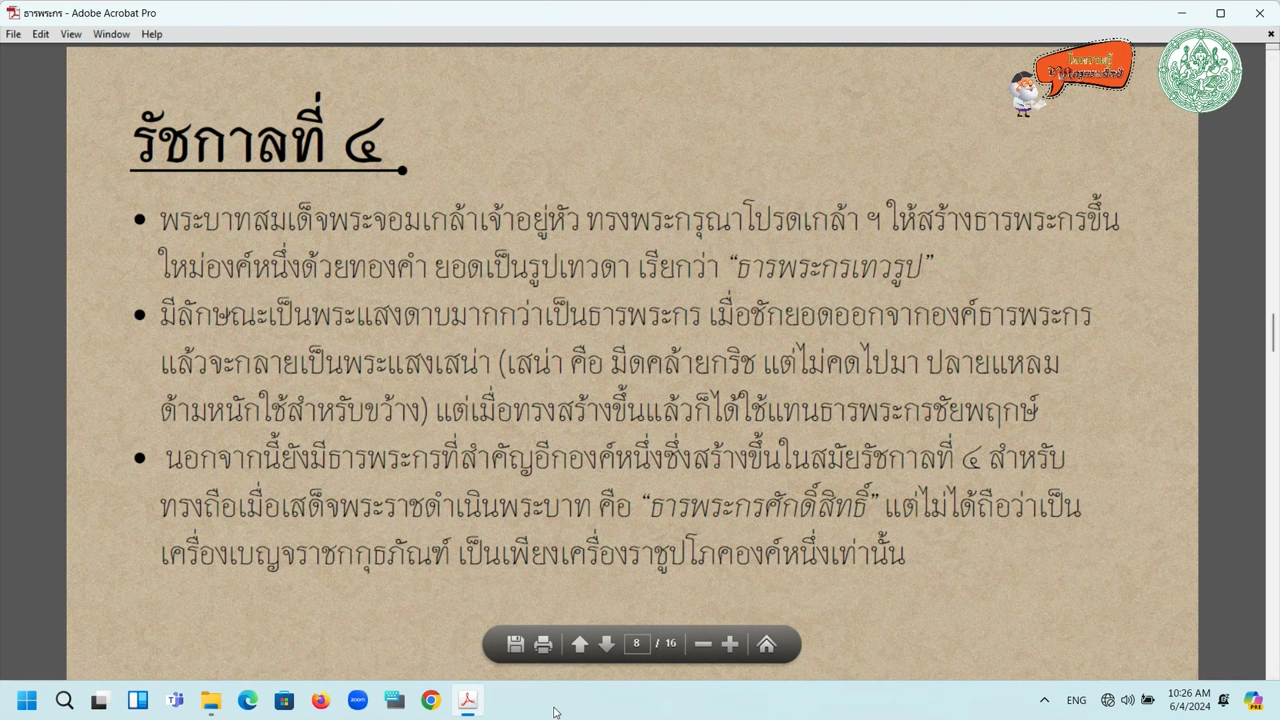 ธารพระกร - Adobe Acrobat Pro
File Edit View Window Help
รัชกาลที่ ๔
• พระบาทสมเด็จพระจอมเกล้าเจ้าอยู่หัว ทรงพระกรุณาโปรดเกล้า ฯ ให้สร้างธารพระกรขึ้น
ใหม่องค์หนึ่งด้วยทองคำ ยอดเป็นรูปเทวดา เรียกว่า “ธารพระกรเทวรูป”
• มีลักษณะเป็นพระแสงดาบมากกว่าเป็นธารพระกร เมื่อชักยอดออกจากองค์ธารพระกร
แล้วจะกลายเป็นพระแสงเสน่า (เสน่า คือ มีดคล้ายกริช แต่ไม่คดไปมา ปลายแหลม
ด้ามหนักใช้สำหรับขว้าง) แต่เมื่อทรงสร้างขึ้นแล้วก็ได้ใช้แทนธารพระกรชัยพฤกษ์
• นอกจากนี้ยังมีธารพระกรที่สำคัญอีกองค์หนึ่งซึ่งสร้างขึ้นในสมัยรัชกาลที่ ๔ สำหรับ
ทรงถือเมื่อเสด็จพระราชดำเนินพระบาท คือ “ธารพระกรศักดิ์สิทธิ์” แต่ไม่ได้ถือว่าเป็น
เครื่องเบญจราชกกุธภัณฑ์ เป็นเพียงเครื่องราชูปโภคองค์หนึ่งเท่านั้น
8 / 16
zoom
ENG
10:26 AM
6/4/2024
PRE